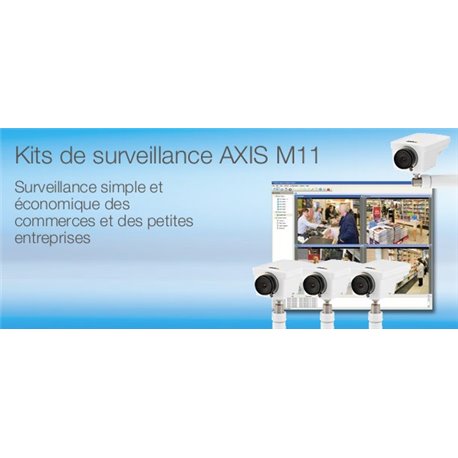 Kits de surveillance AXIS M11
Surveillance simple et
économique des
commerces et des petites
entreprises